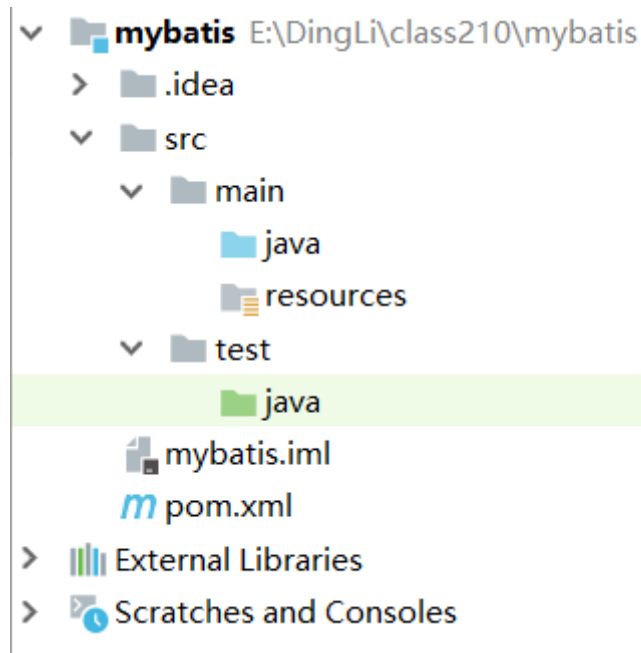 mybatis E:\DingLi\class210\mybatis
.idea
src
main
java
resources
test
java
mybatis.iml
pom.xml
External Libraries
Scratches and Consoles